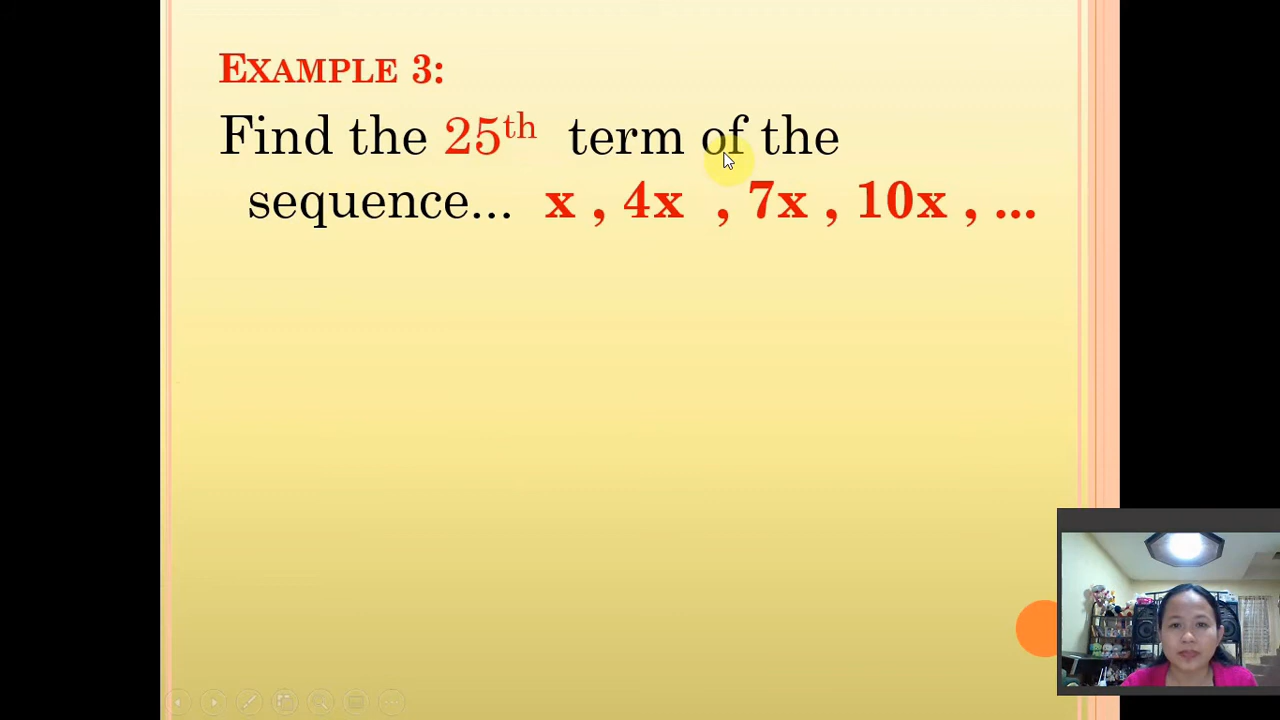 EXAMPLE 3:
Find the 25th term of the
sequence... x , 4x , 7x , 10x , ...